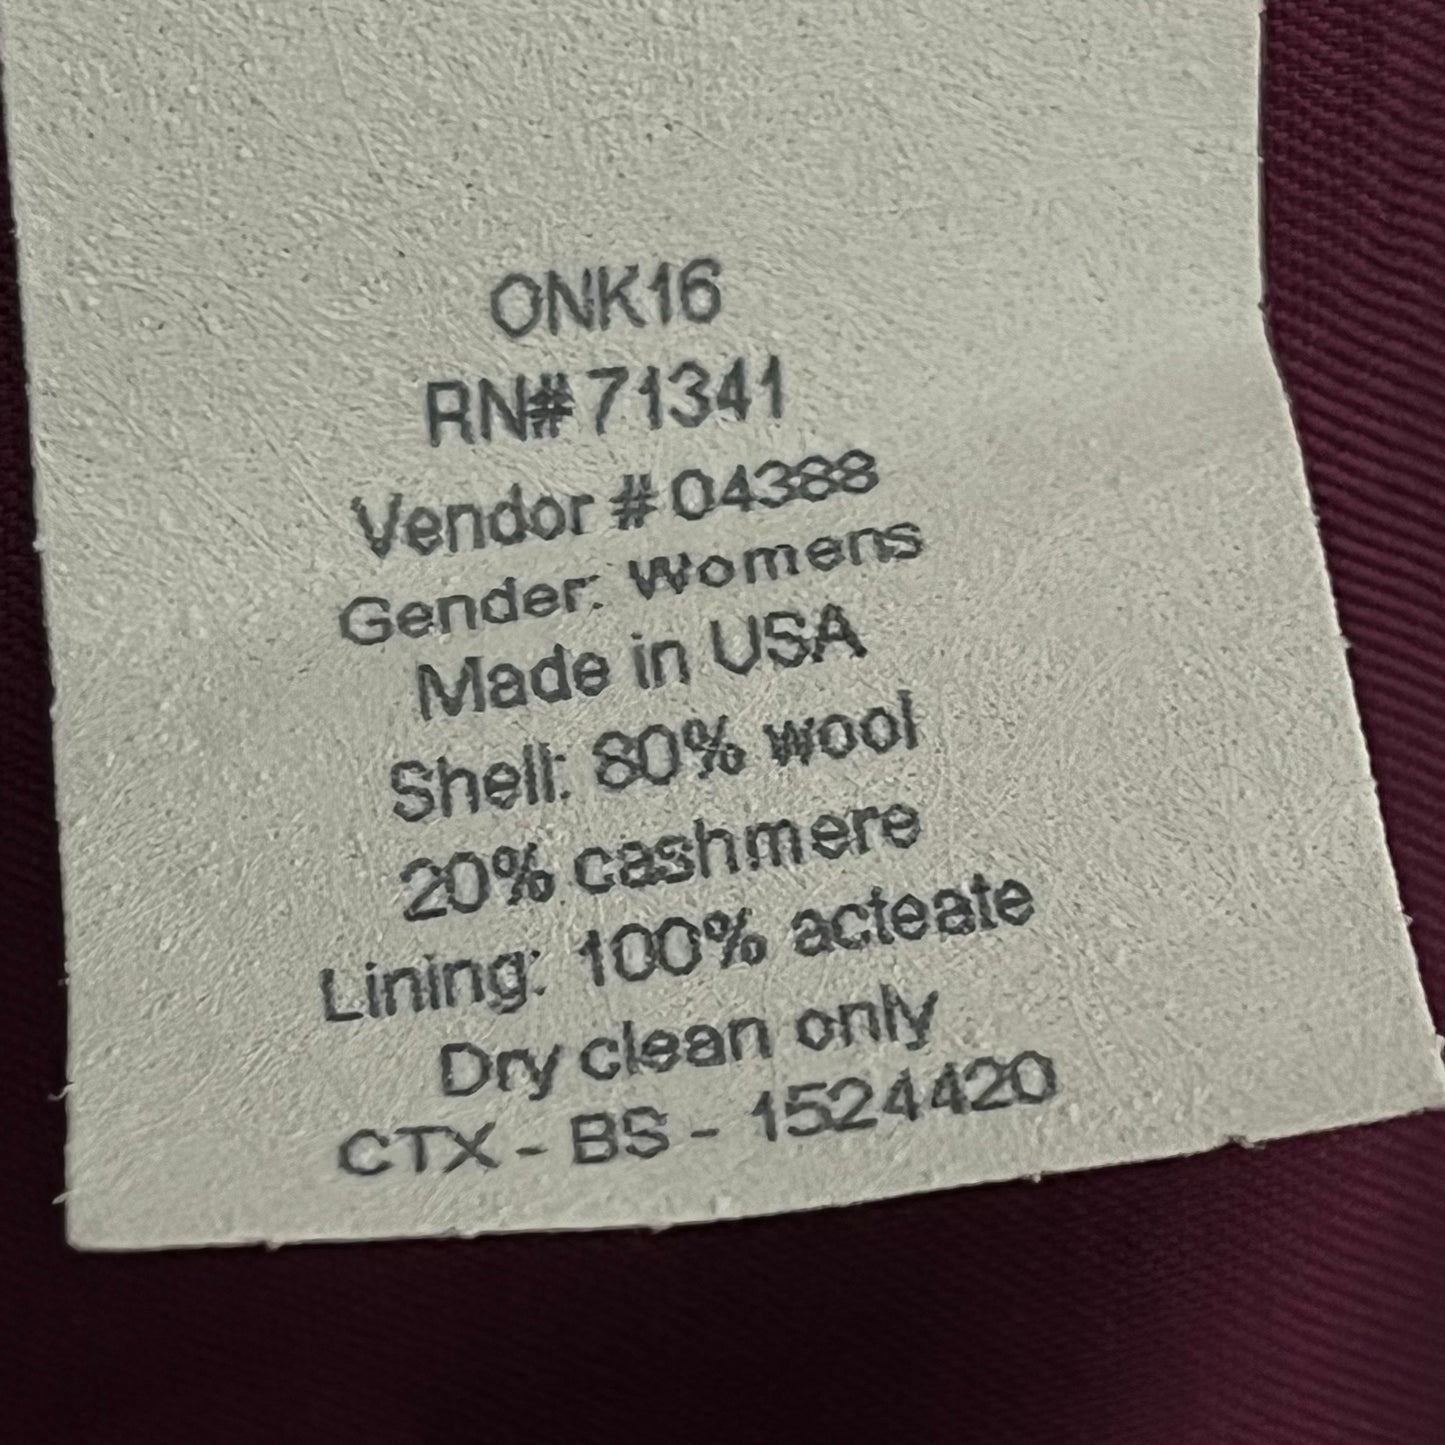 ONK16
RN# 71341
Vendor # 04388
Gender: Womens
Made in USA
Shell: 80% wool
20% cashmere
Lining: 100% acteate
Dry clean only
CTX - BS - 1524420